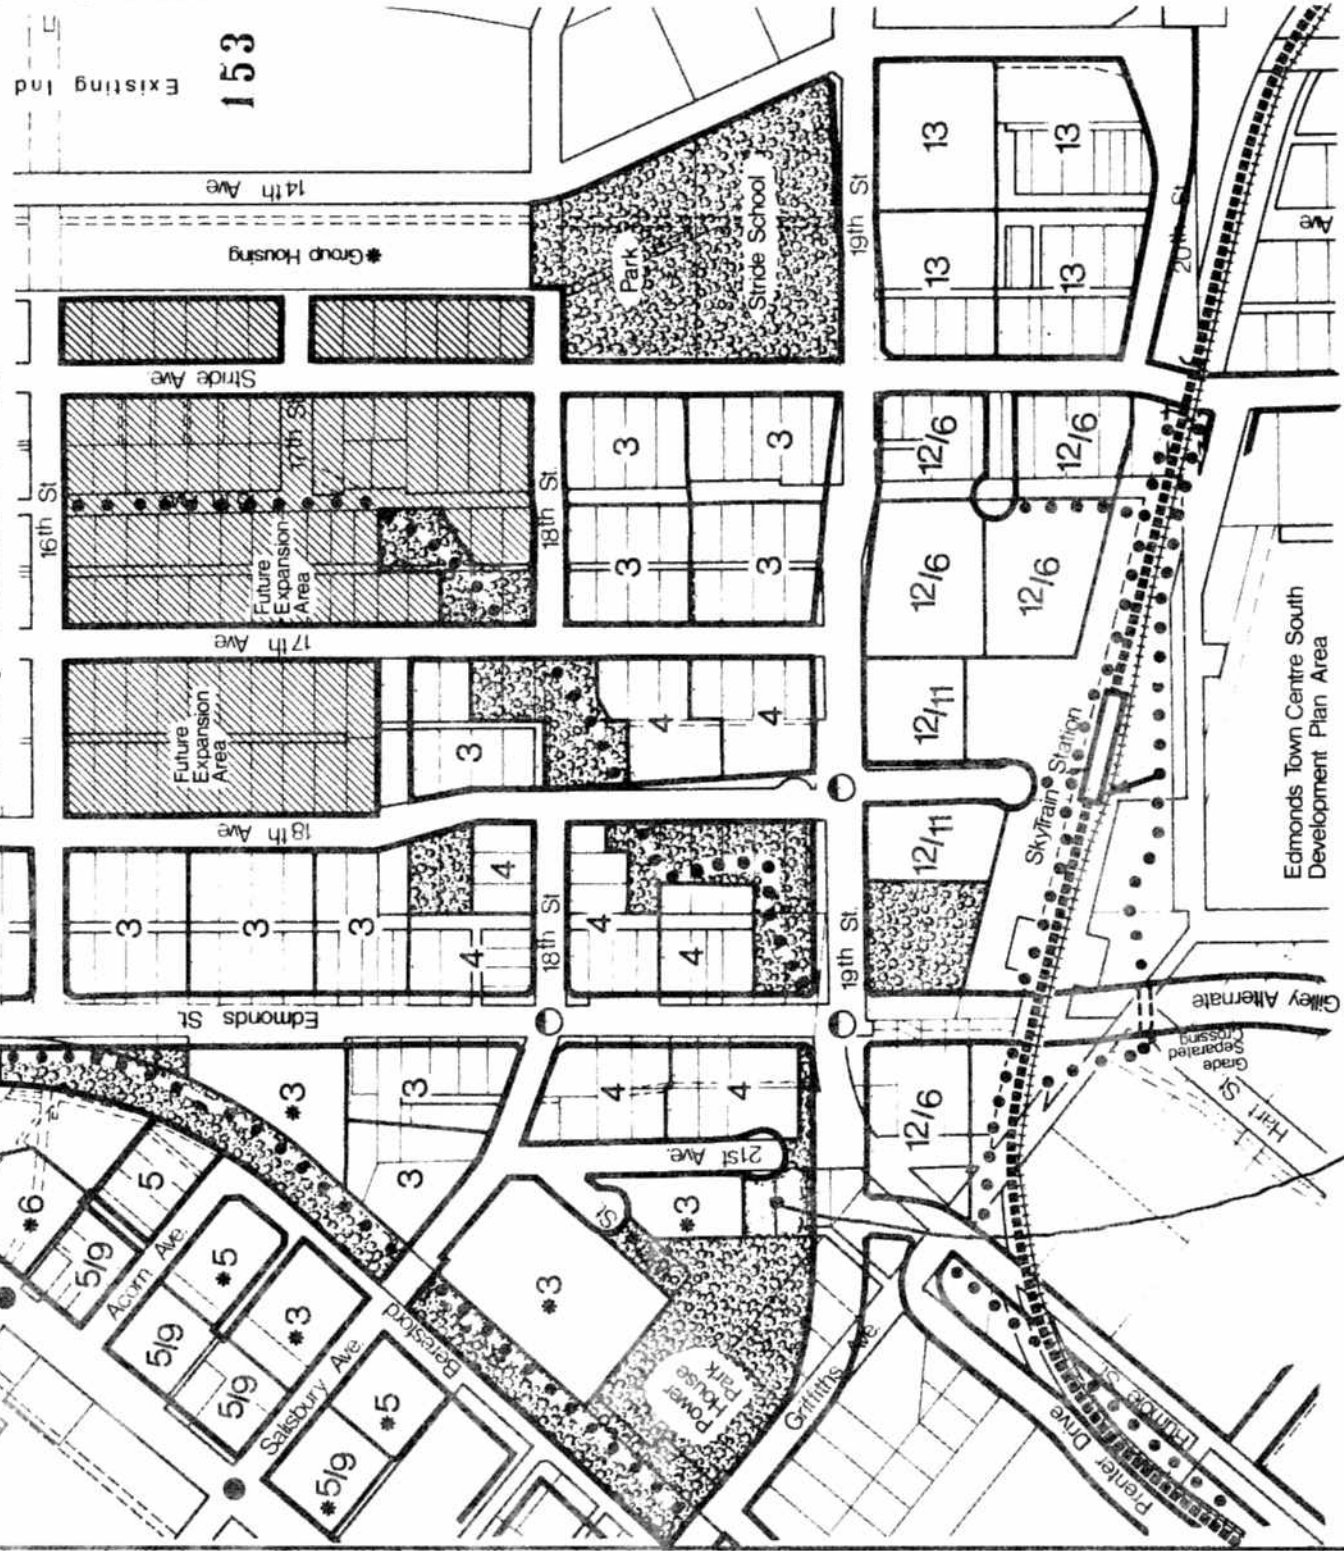 Existing Ind
153
14th Ave
*Group Housing
Park
Stride School
19th St
13
13
13
13
20th St
Ave
Stride Ave.
16th St
17th St
18th St.
3
3
3
3
12/6
12/6
12/6
12/6
Future
Expansion
Area
17th Ave
Future
Expansion
Area
3
4
4
12/11
SkyTrain Station
Edmonds Town Centre South
Development Plan Area
18th Ave
3
3
3
4
4
18th St
4
4
12/11
19th St.
Edmonds St.
Gilley Alternate
Grade
Separated
Crossing
Hart St
*3
3
3
4
4
21st Ave.
12/6
*6
5
5/9
Acorn Ave.
*5
5/9
*3
5/9
Salisbury Ave.
*5
*5/9
Beresford
St
*3
*3
Power
House
Park
Griffiths Ave.
Prenter Drive